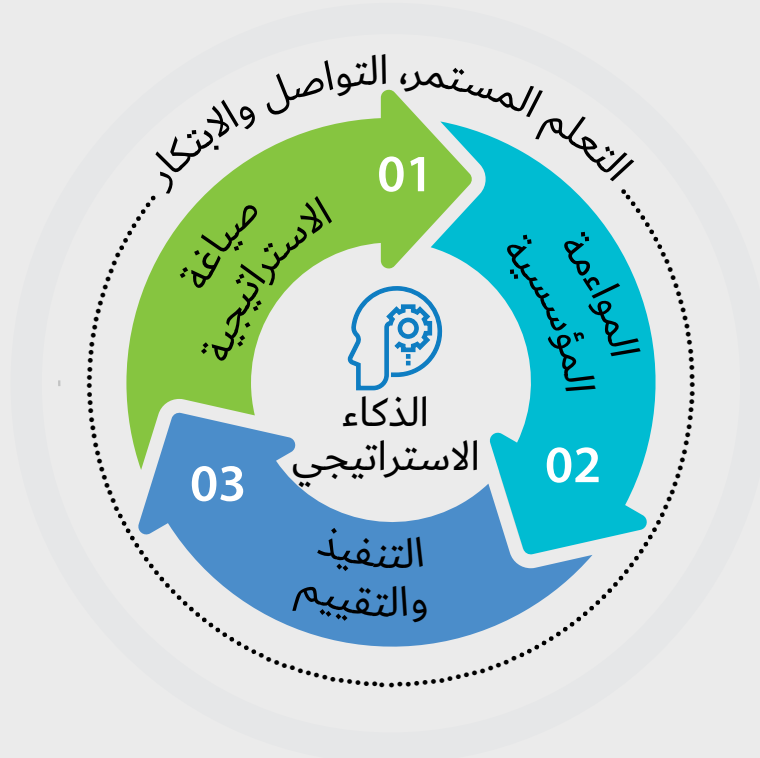 التعلم المستمر، التواصل والابتكار
01
صياغة
الاستراتيجية
02
المواءمة
المؤسسية
03
التنفيذ
والتقييم
الذكاء
الاستراتيجي